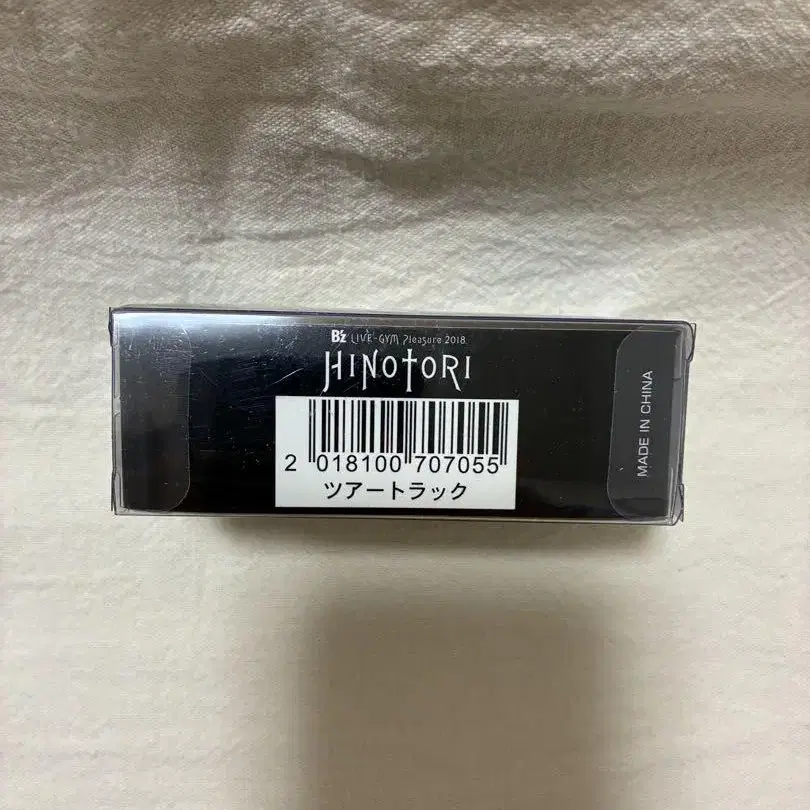 B'z LIVE-GYM Pleasure 2018
HINOTORI
2 018100 707055
ツアートラック
MADE IN CHINA